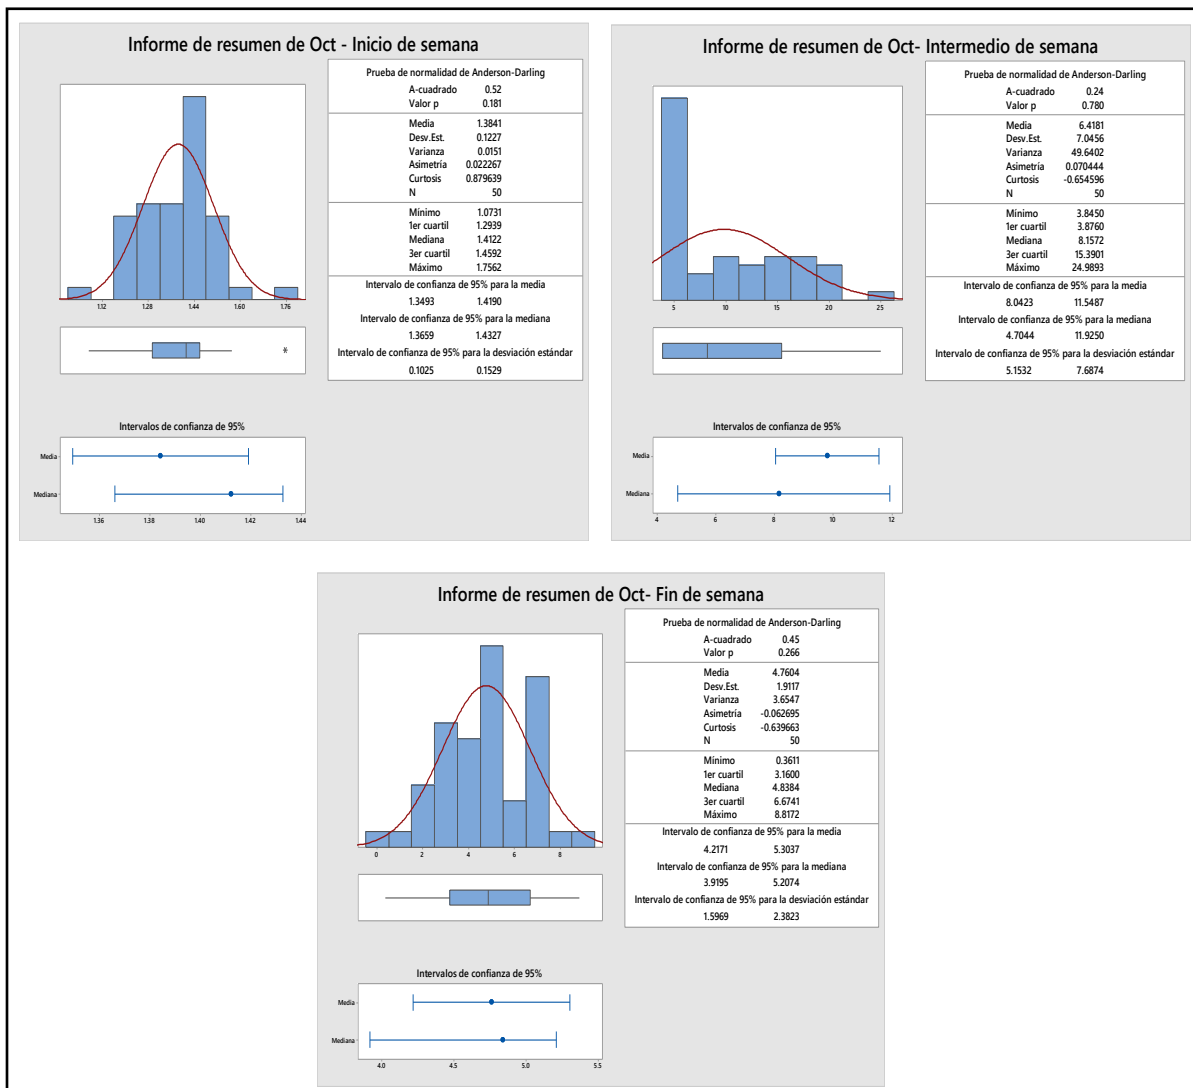 Informe de resumen de Oct - Inicio de semana
Prueba de normalidad de Anderson-Darling
A-cuadrado 0.52
Valor p 0.181
Media 1.3841
Desv.Est. 0.1227
Varianza 0.0151
Asimetría 0.022267
Curtosis 0.879639
N 50
Mínimo 1.0731
1er cuartil 1.2939
Mediana 1.4122
3er cuartil 1.4592
Máximo 1.7562
Intervalo de confianza de 95% para la media
1.3493 1.4190
Intervalo de confianza de 95% para la mediana
1.3659 1.4327
Intervalo de confianza de 95% para la desviación estándar
0.1025 0.1529
1.12 1.28 1.44 1.60 1.76
*
Intervalos de confianza de 95%
Media
Mediana
1.36 1.38 1.40 1.42 1.44
Informe de resumen de Oct- Intermedio de semana
Prueba de normalidad de Anderson-Darling
A-cuadrado 0.24
Valor p 0.780
Media 6.4181
Desv.Est. 7.0456
Varianza 49.6402
Asimetría 0.070444
Curtosis -0.654596
N 50
Mínimo 3.8450
1er cuartil 3.8760
Mediana 8.1572
3er cuartil 15.3901
Máximo 24.9893
Intervalo de confianza de 95% para la media
8.0423 11.5487
Intervalo de confianza de 95% para la mediana
4.7044 11.9250
Intervalo de confianza de 95% para la desviación estándar
5.1532 7.6874
5 10 15 20 25
Intervalos de confianza de 95%
Media
Mediana
4 6 8 10 12
Informe de resumen de Oct- Fin de semana
Prueba de normalidad de Anderson-Darling
A-cuadrado 0.45
Valor p 0.266
Media 4.7604
Desv.Est. 1.9117
Varianza 3.6547
Asimetría -0.062695
Curtosis -0.639663
N 50
Mínimo 0.3611
1er cuartil 3.1600
Mediana 4.8384
3er cuartil 6.6741
Máximo 8.8172
Intervalo de confianza de 95% para la media
4.2171 5.3037
Intervalo de confianza de 95% para la mediana
3.9195 5.2074
Intervalo de confianza de 95% para la desviación estándar
1.5969 2.3823
0 2 4 6 8
Intervalos de confianza de 95%
Media
Mediana
4.0 4.5 5.0 5.5